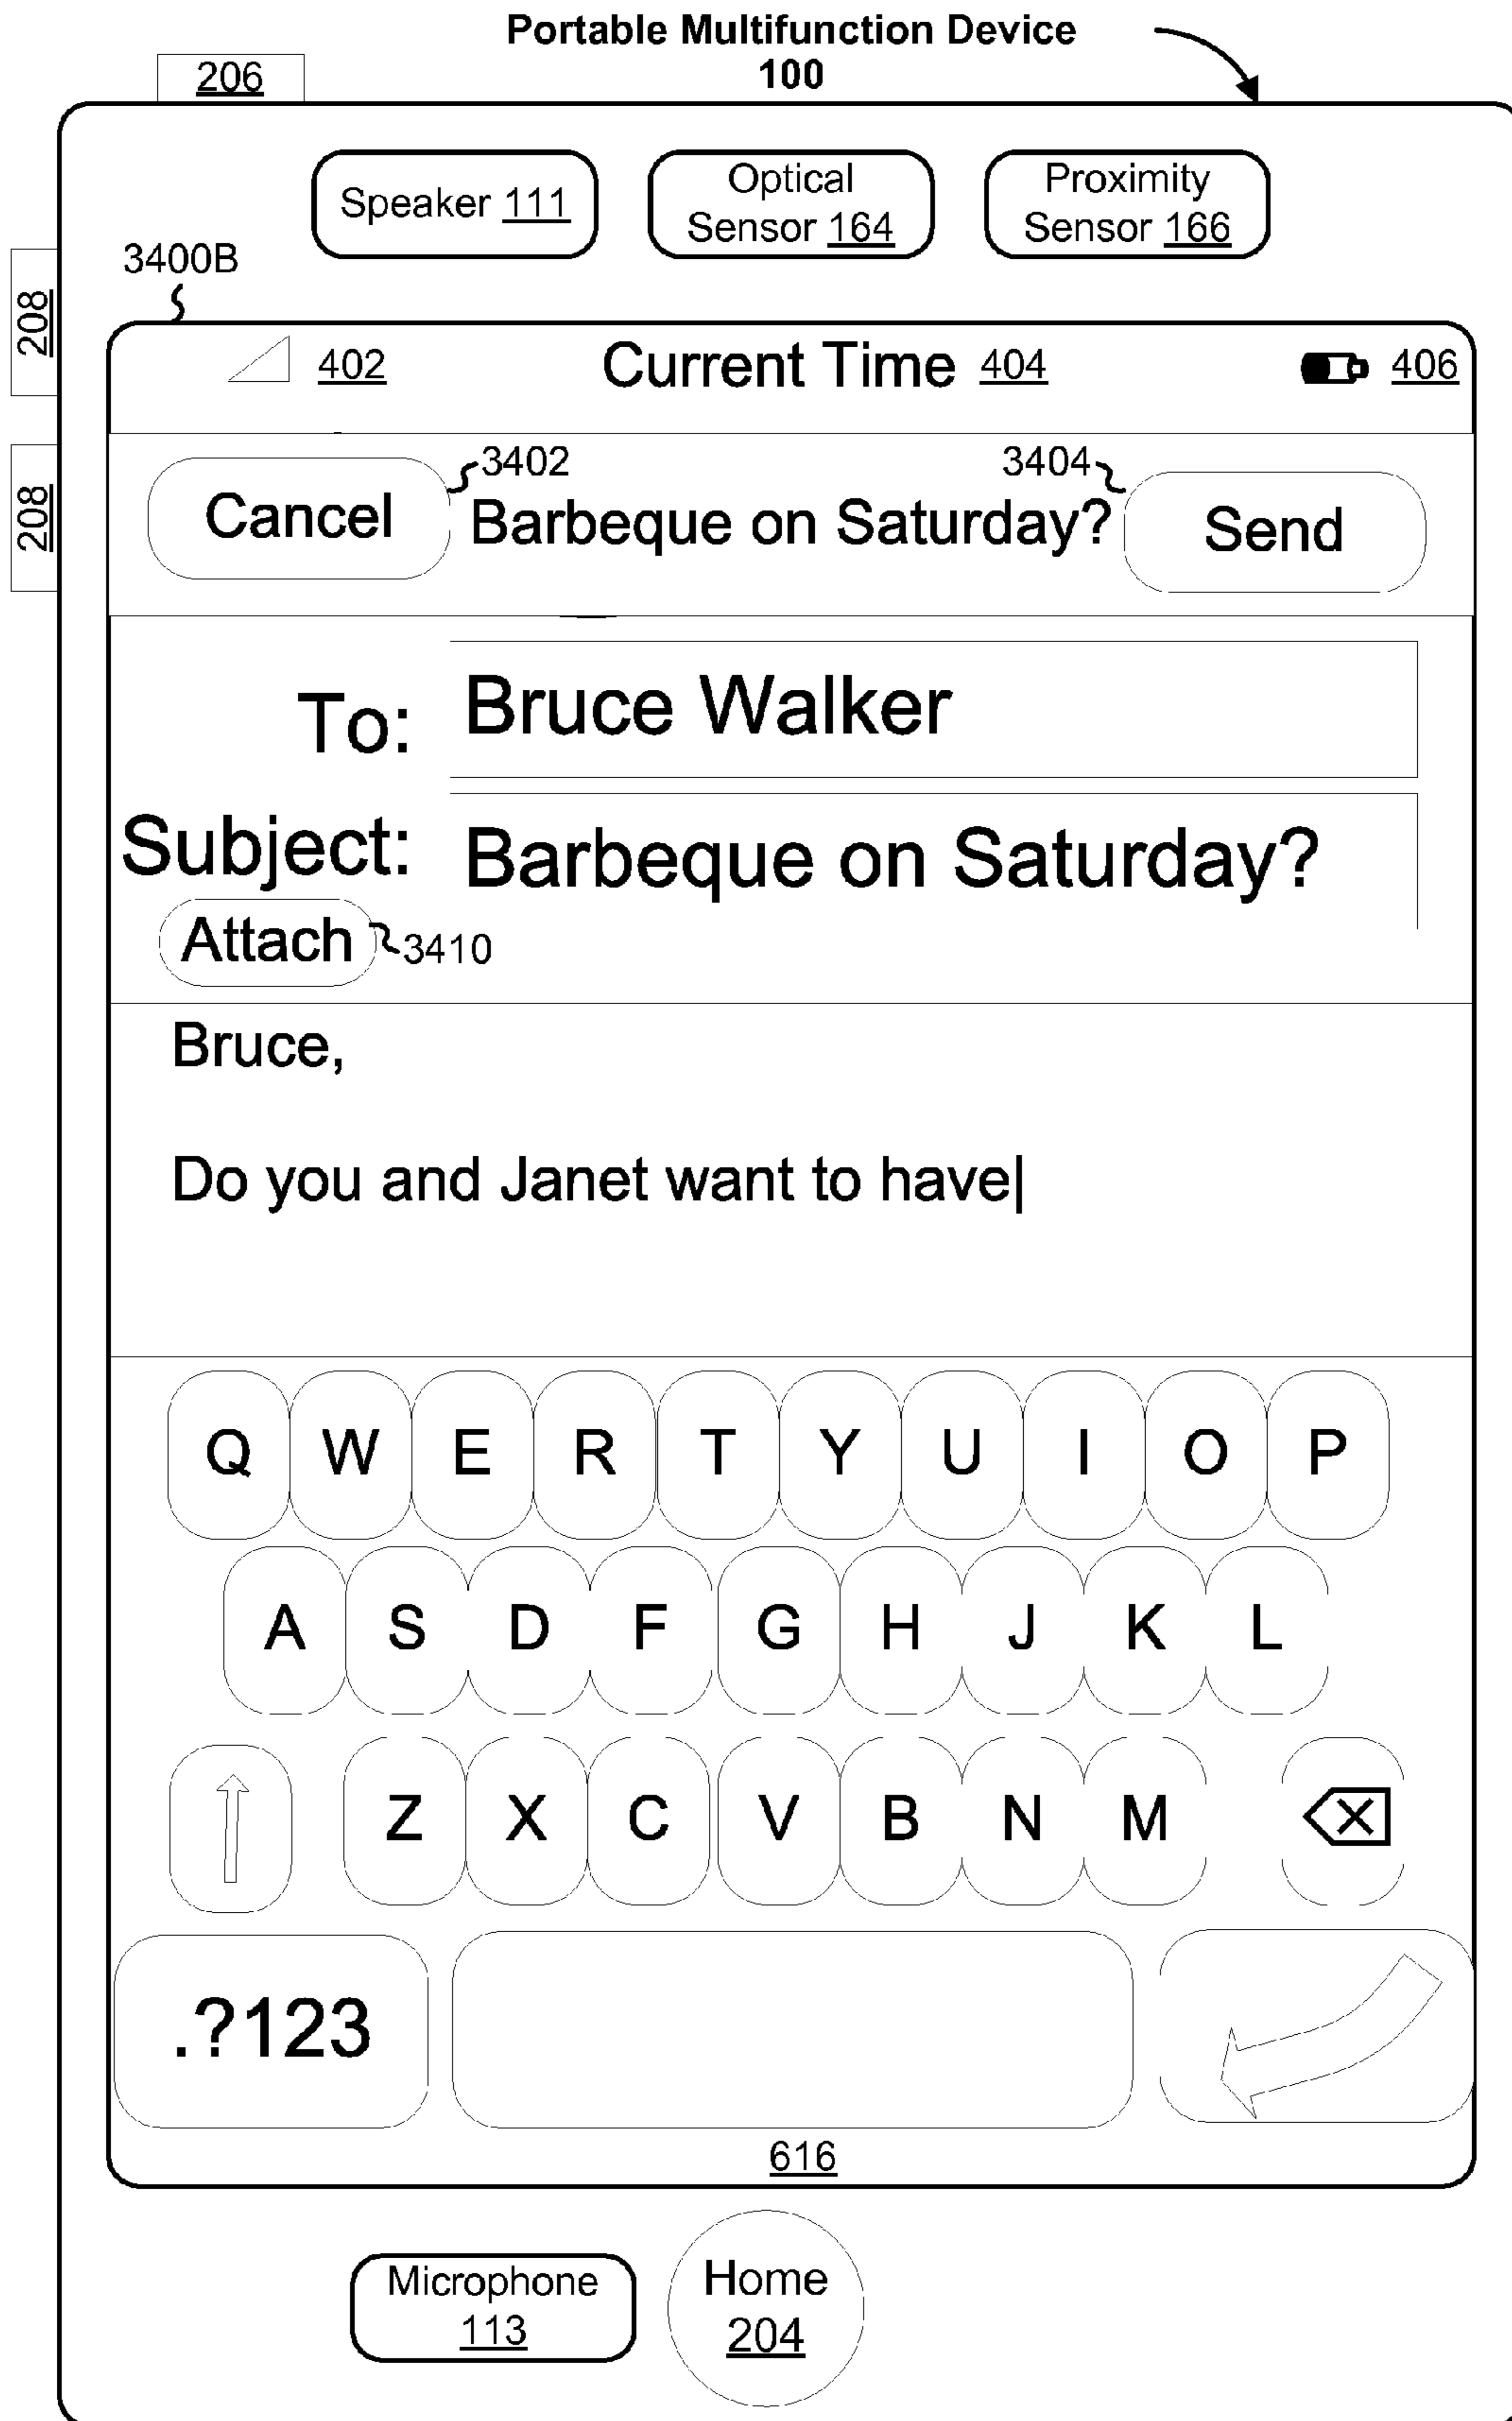 Portable Multifunction Device
100
206
Speaker 111
Optical
Sensor 164
Proximity
Sensor 166
3400B
208
208
402 Current Time 404 406
3402 3404
Cancel Barbeque on Saturday? Send
To: Bruce Walker
Subject: Barbeque on Saturday?
Attach 3410
Bruce,
Do you and Janet want to have
Q W E R T Y U I O P
A S D F G H J K L
Z X C V B N M
.?123
616
Microphone
113
Home
204